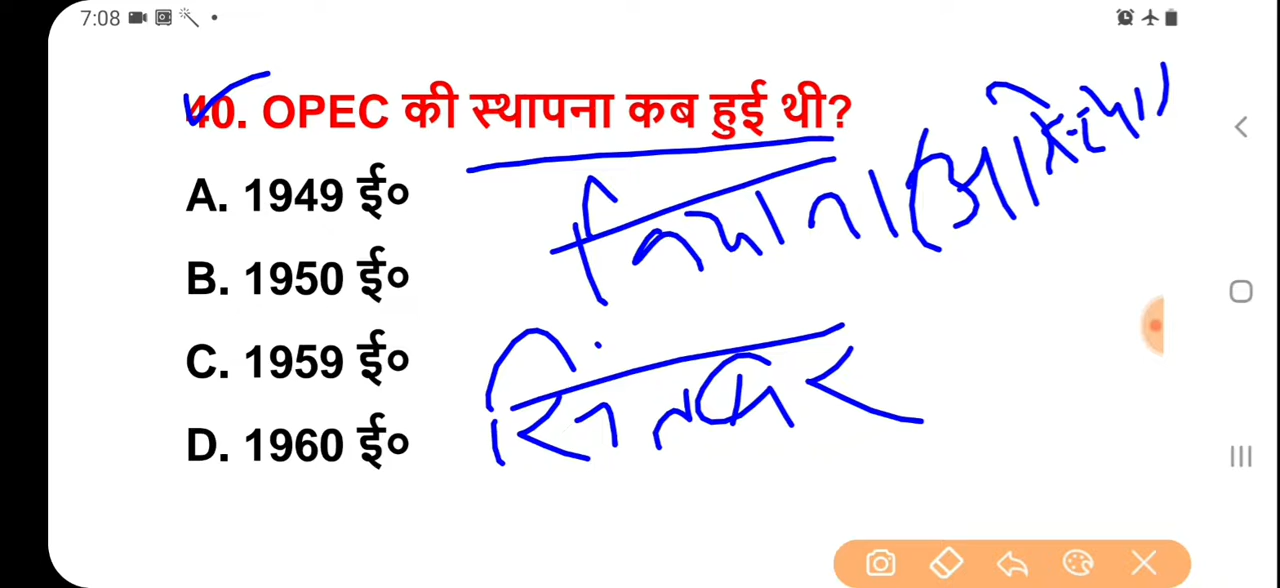 7:08
40. OPEC की स्थापना कब हुई थी?
A. 1949 ई०
B. 1950 ई०
C. 1959 ई०
D. 1960 ई०
वियाना (
सितम्बर